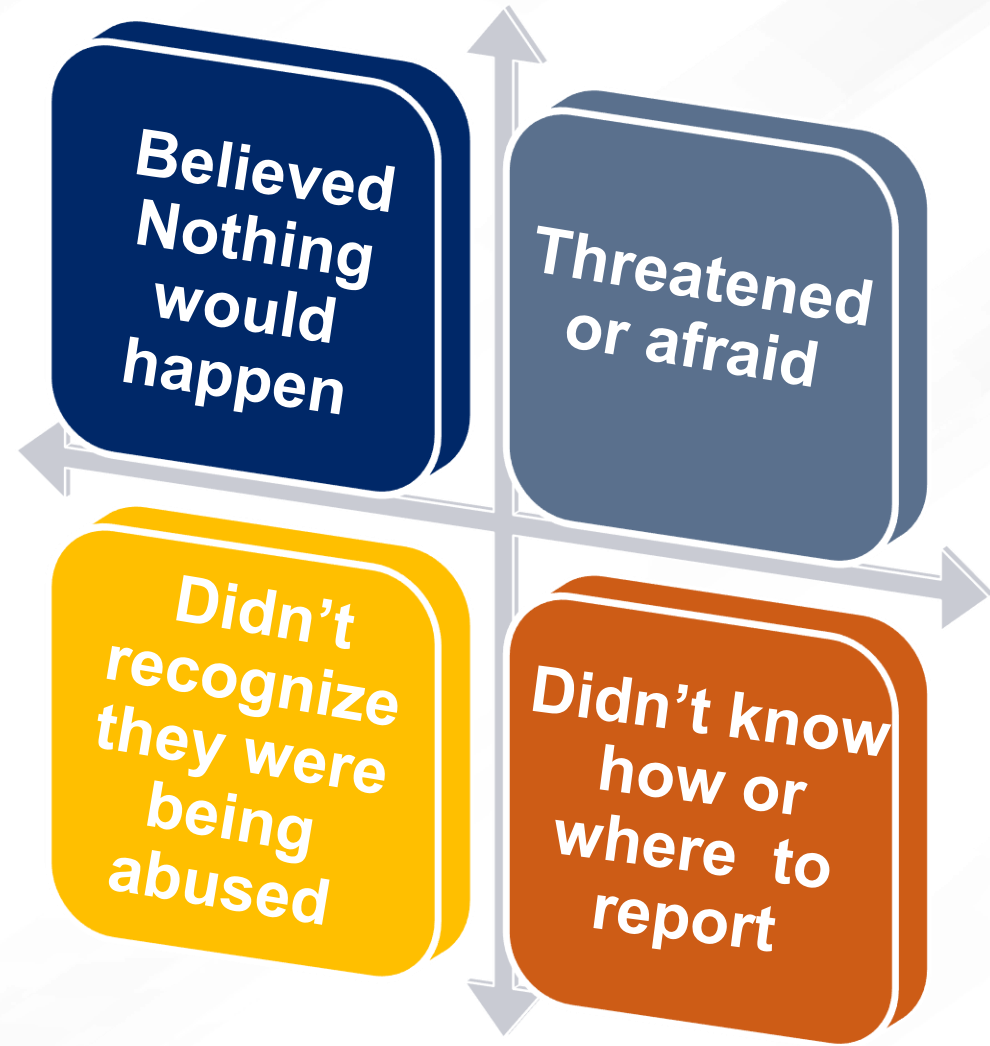 Believed
Nothing
would
happen
Threatened
or afraid
Didn’t
recognize
they were
being
abused
Didn’t know
how or
where  to
report